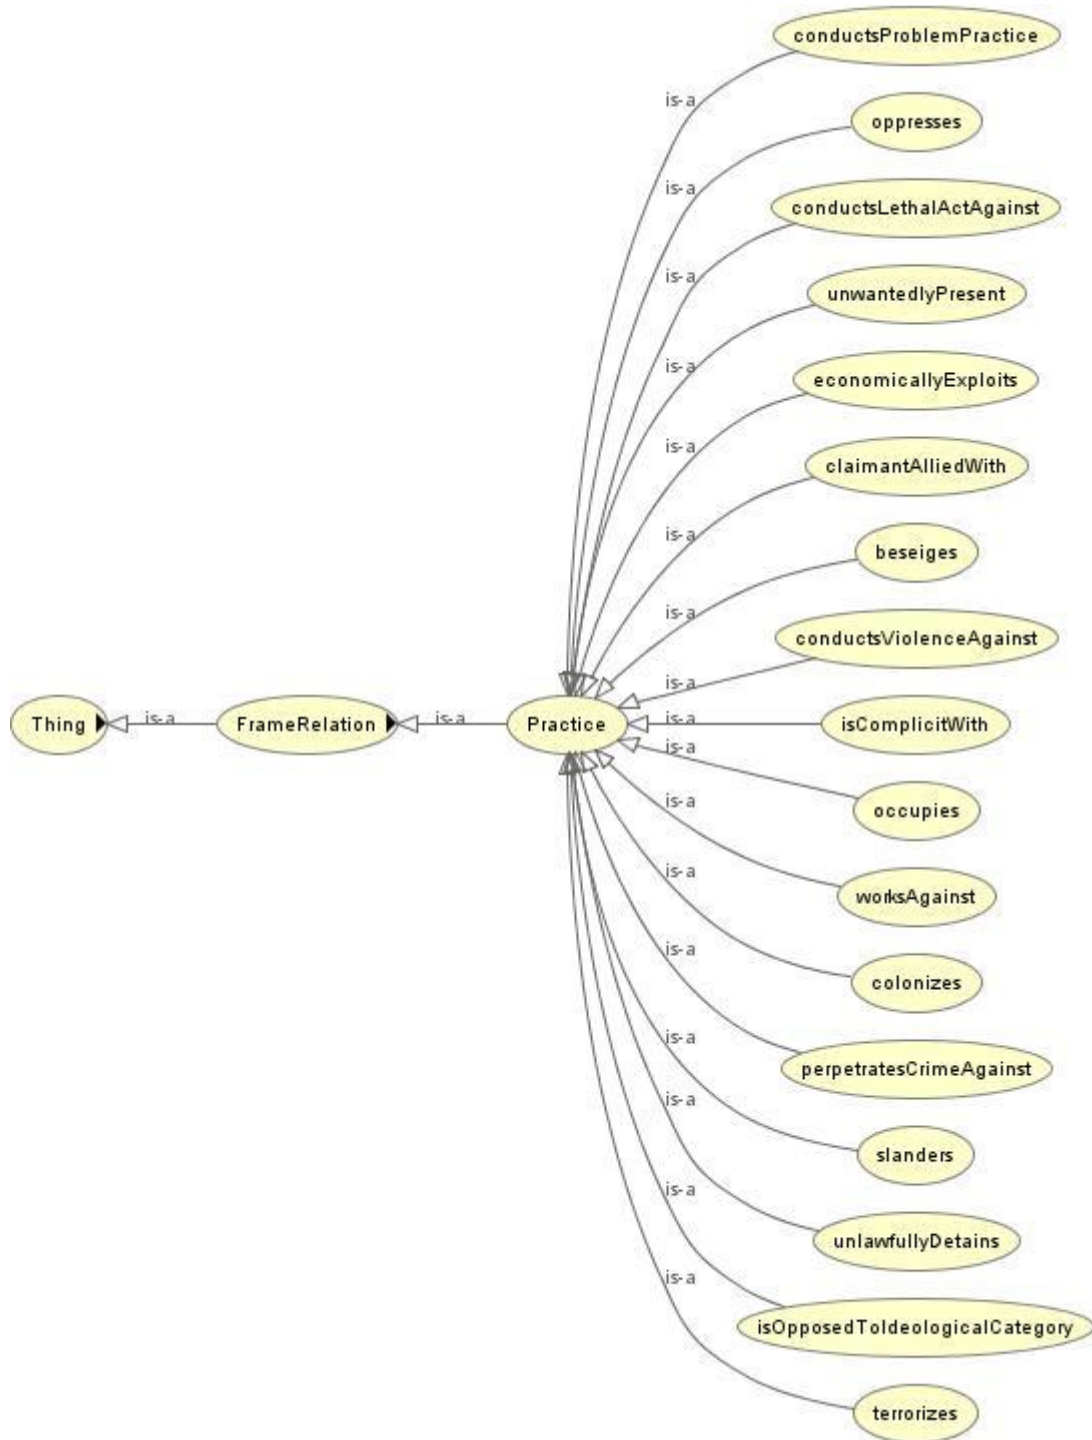 conductsProblemPractice
is-a
oppresses
is-a
conductsLethalActAgainst
is-a
unwantedlyPresent
is-a
economicallyExploits
is-a
claimantAlliedWith
is-a
beseiges
is-a
conductsViolenceAgainst
is-a
Thing is-a FrameRelation is-a Practice is-a isComplicitWith
is-a
occupies
is-a
worksAgainst
is-a
colonizes
is-a
perpetratesCrimeAgainst
is-a
slanders
is-a
unlawfullyDetains
is-a
isOpposedToIdeologicalCategory
is-a
terrorizes